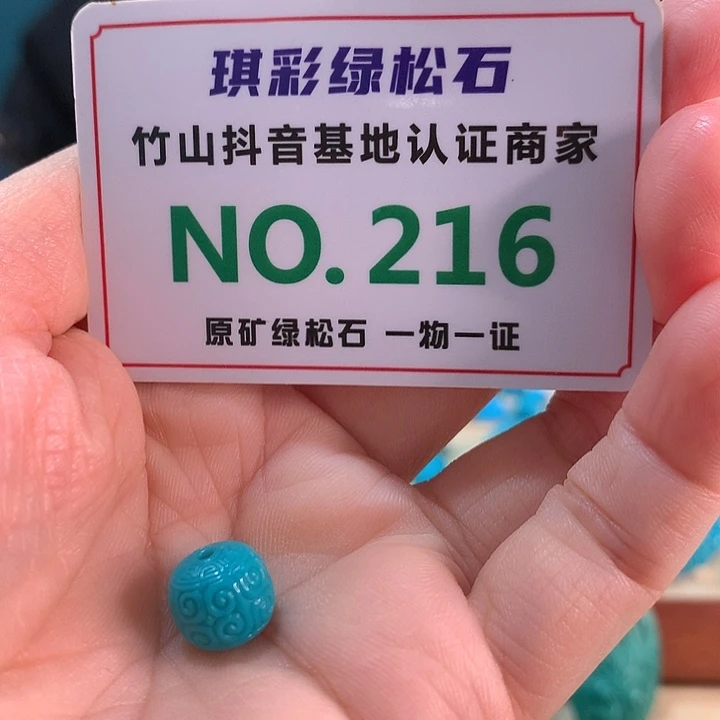 琪彩绿松石
竹山抖音基地认证商家
NO.216
原矿绿松石 一物一证